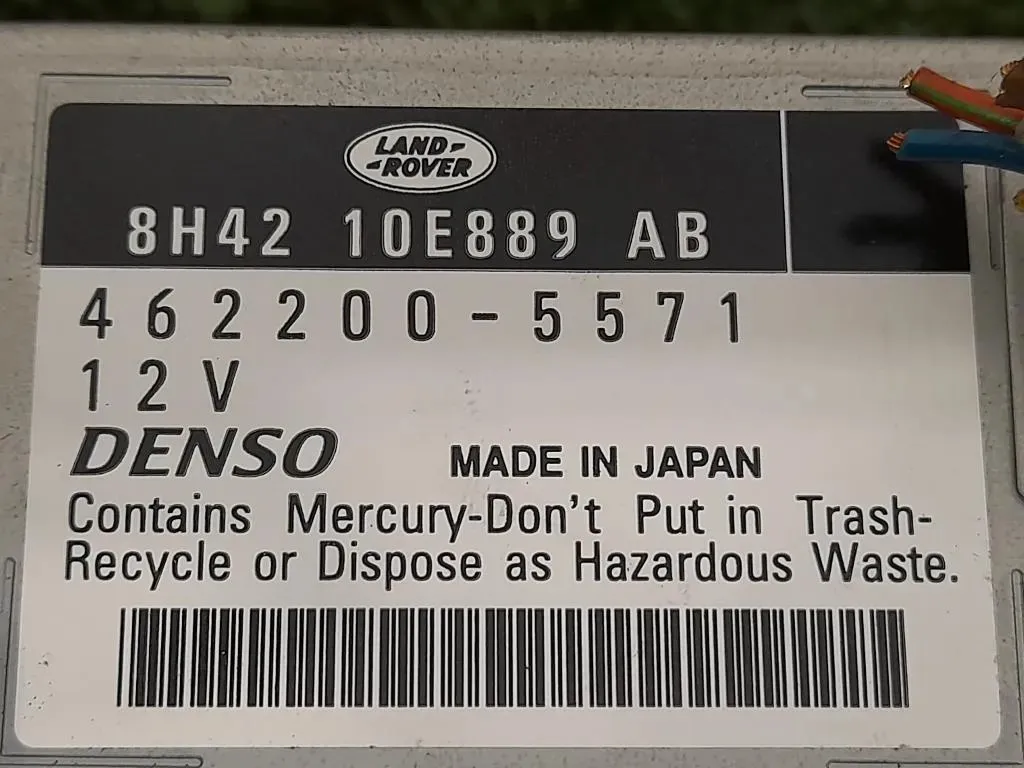 LAND-
-ROVER
8H42 10E889 AB
462200-5571
12V
DENSO MADE IN JAPAN
Contains Mercury-Don't Put in Trash-
Recycle or Dispose as Hazardous Waste.